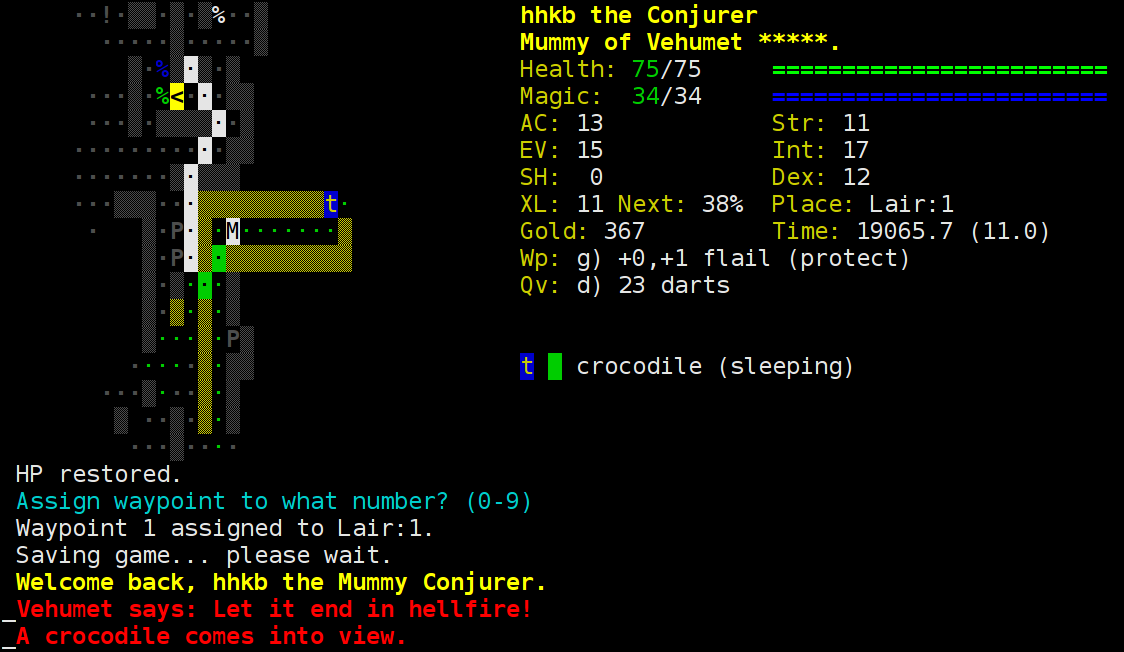 hhkb the Conjurer
Mummy of Vehumet *****.
Health: 75/75 ========================
Magic: 34/34 ========================
AC: 13 Str: 11
EV: 15 Int: 17
SH: 0 Dex: 12
XL: 11 Next: 38% Place: Lair:1
Gold: 367 Time: 19065.7 (11.0)
Wp: g) +0,+1 flail (protect)
Qv: d) 23 darts
t crocodile (sleeping)
HP restored.
Assign waypoint to what number? (0-9)
Waypoint 1 assigned to Lair:1.
Saving game... please wait.
Welcome back, hhkb the Mummy Conjurer.
_Vehumet says: Let it end in hellfire!
_A crocodile comes into view.